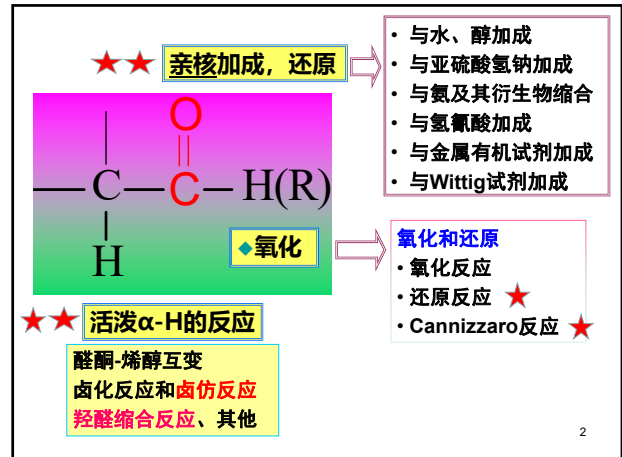 ★★ 亲核加成，还原
• 与水、醇加成
• 与亚硫酸氢钠加成
• 与氨及其衍生物缩合
• 与氢氰酸加成
• 与金属有机试剂加成
• 与Wittig试剂加成
O
C C H(R)
H
◆氧化
氧化和还原
• 氧化反应
• 还原反应 ★
• Cannizzaro反应 ★
★★ 活泼α-H的反应
醛酮-烯醇互变
卤化反应和卤仿反应
羟醛缩合反应、其他
2